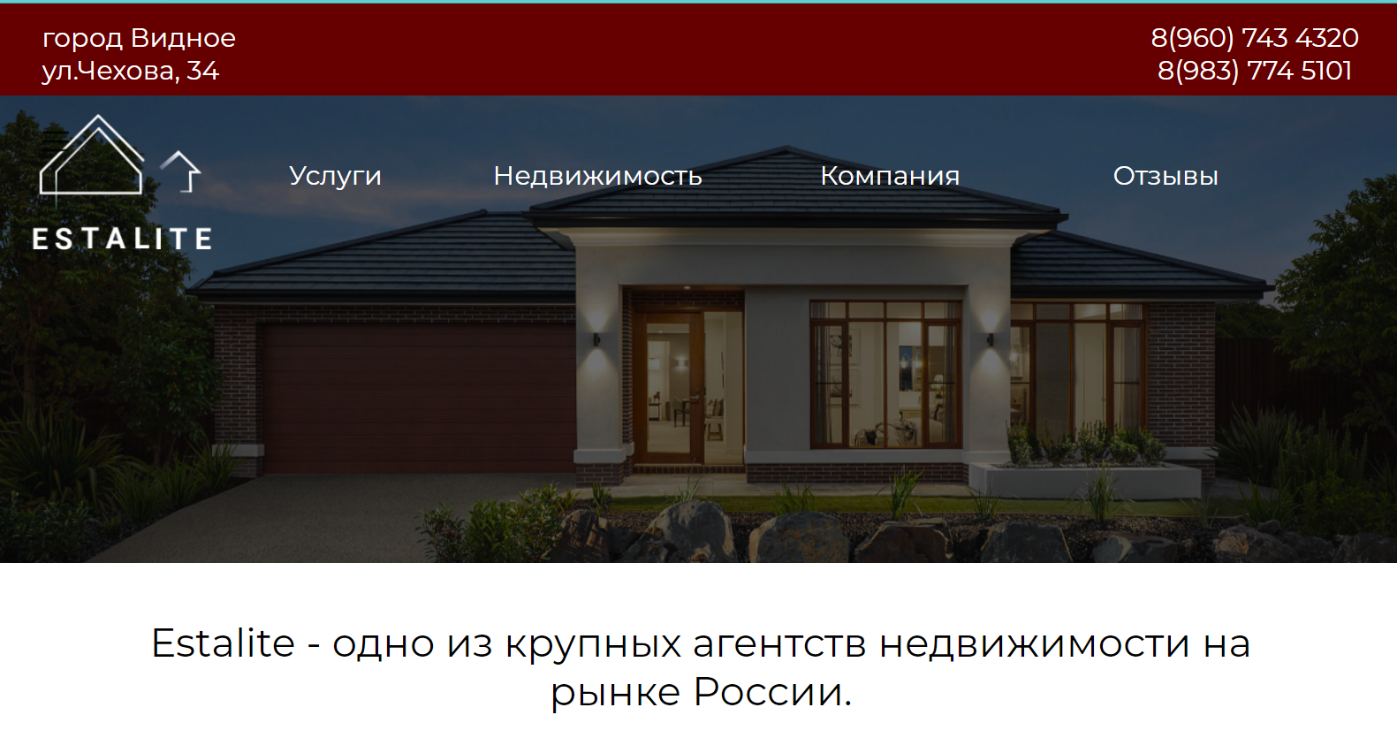 город Видное
ул.Чехова, 34
8(960) 743 4320
8(983) 774 5101
ESTALITE
Услуги
Недвижимость
Компания
Отзывы
Estalite - одно из крупных агентств недвижимости на
рынке России.